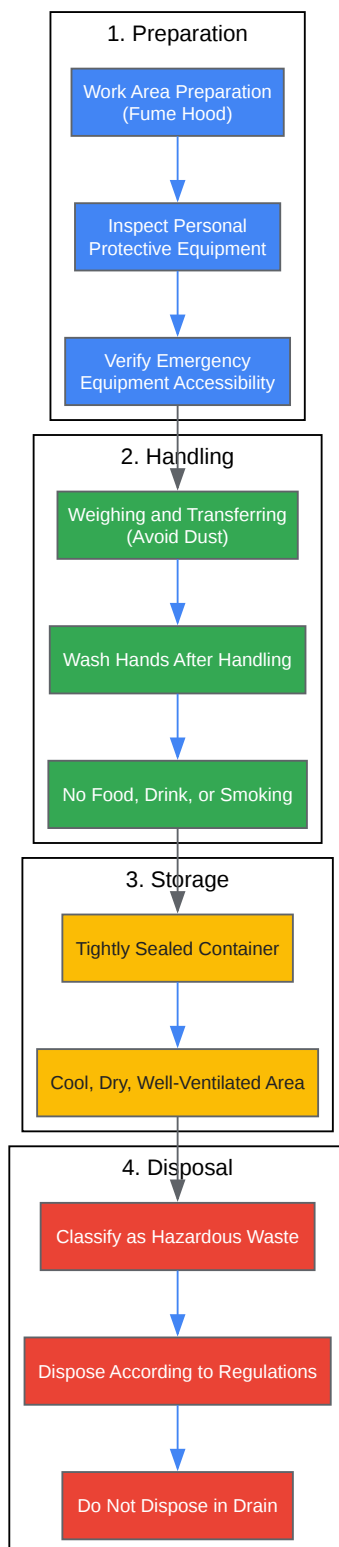 1. Preparation
Work Area Preparation
(Fume Hood)
Inspect Personal
Protective Equipment
Verify Emergency
Equipment Accessibility
2. Handling
Weighing and Transferring
(Avoid Dust)
Wash Hands After Handling
No Food, Drink, or Smoking
3. Storage
Tightly Sealed Container
Cool, Dry, Well-Ventilated Area
4. Disposal
Classify as Hazardous Waste
Dispose According to Regulations
Do Not Dispose in Drain